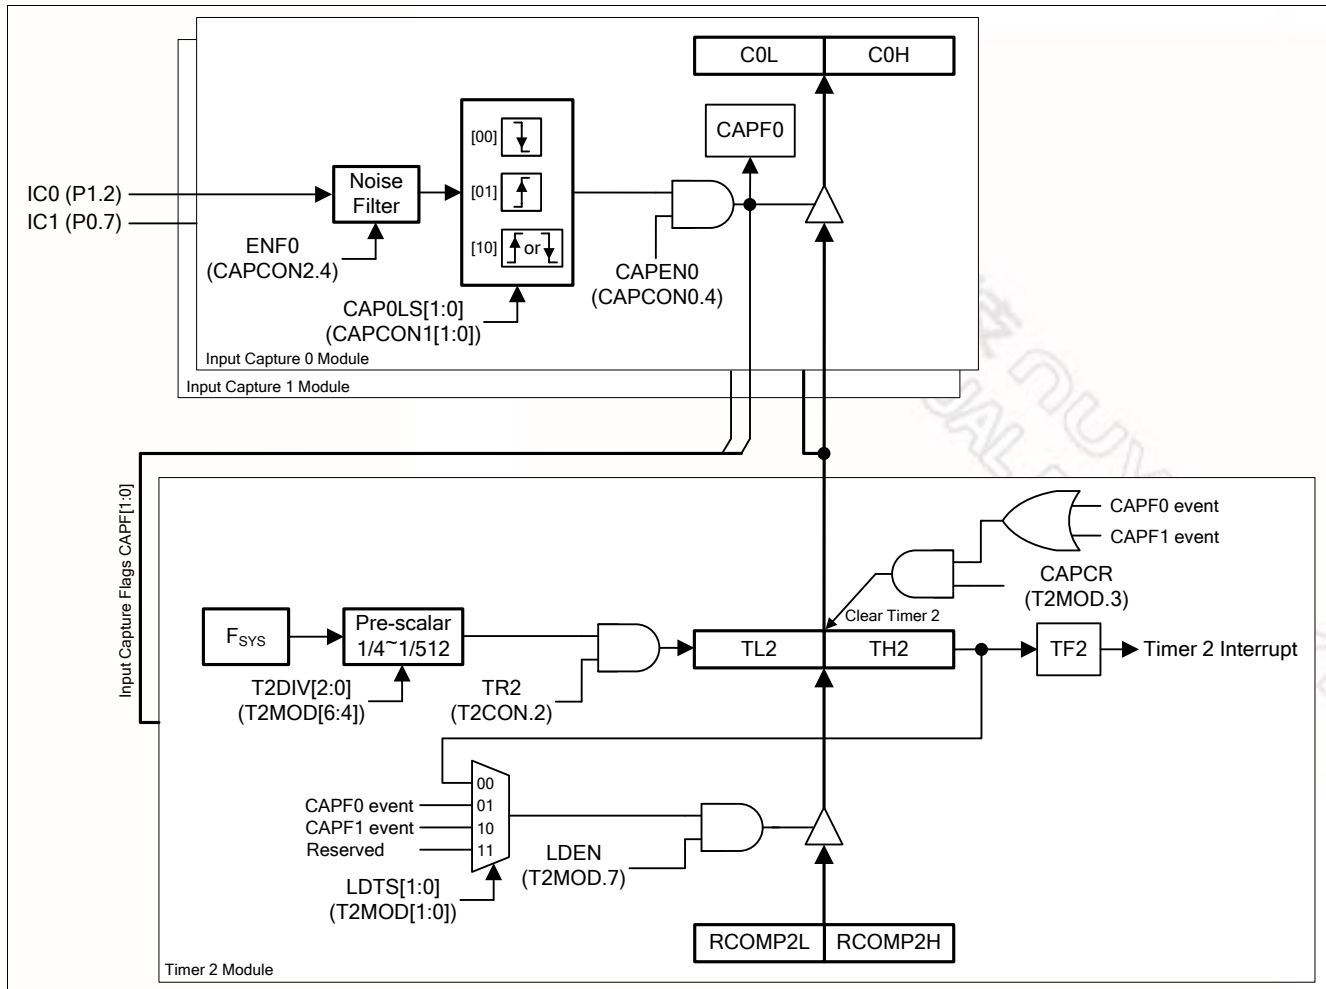 C0L
C0H
CAPF0
[00]
[01]
[10]
or
IC0 (P1.2)
IC1 (P0.7)
Noise
Filter
ENF0
(CAPCON2.4)
CAP0LS[1:0]
(CAPCON1[1:0])
CAPEN0
(CAPCON0.4)
Input Capture 0 Module
Input Capture 1 Module
Input Capture Flags CAPF[1:0]
CAPF0 event
CAPF1 event
CAPCR
(T2MOD.3)
Clear Timer 2
FSYS
Pre-scalar
1/4~1/512
T2DIV[2:0]
(T2MOD[6:4])
TR2
(T2CON.2)
TL2
TH2
TF2
Timer 2 Interrupt
00
CAPF0 event
01
CAPF1 event
10
Reserved
11
LDTS[1:0]
(T2MOD[1:0])
LDEN
(T2MOD.7)
RCOMP2L
RCOMP2H
Timer 2 Module